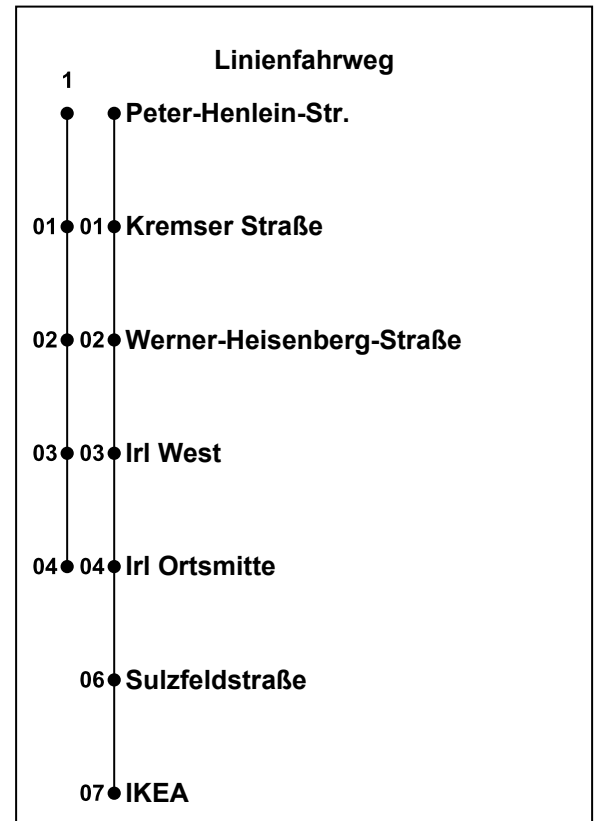 Linienfahrweg
1
Peter-Henlein-Str.
01 01 Kremser Straße
02 02 Werner-Heisenberg-Straße
03 03 Irl West
04 04 Irl Ortsmitte
06 Sulzfeldstraße
07 IKEA